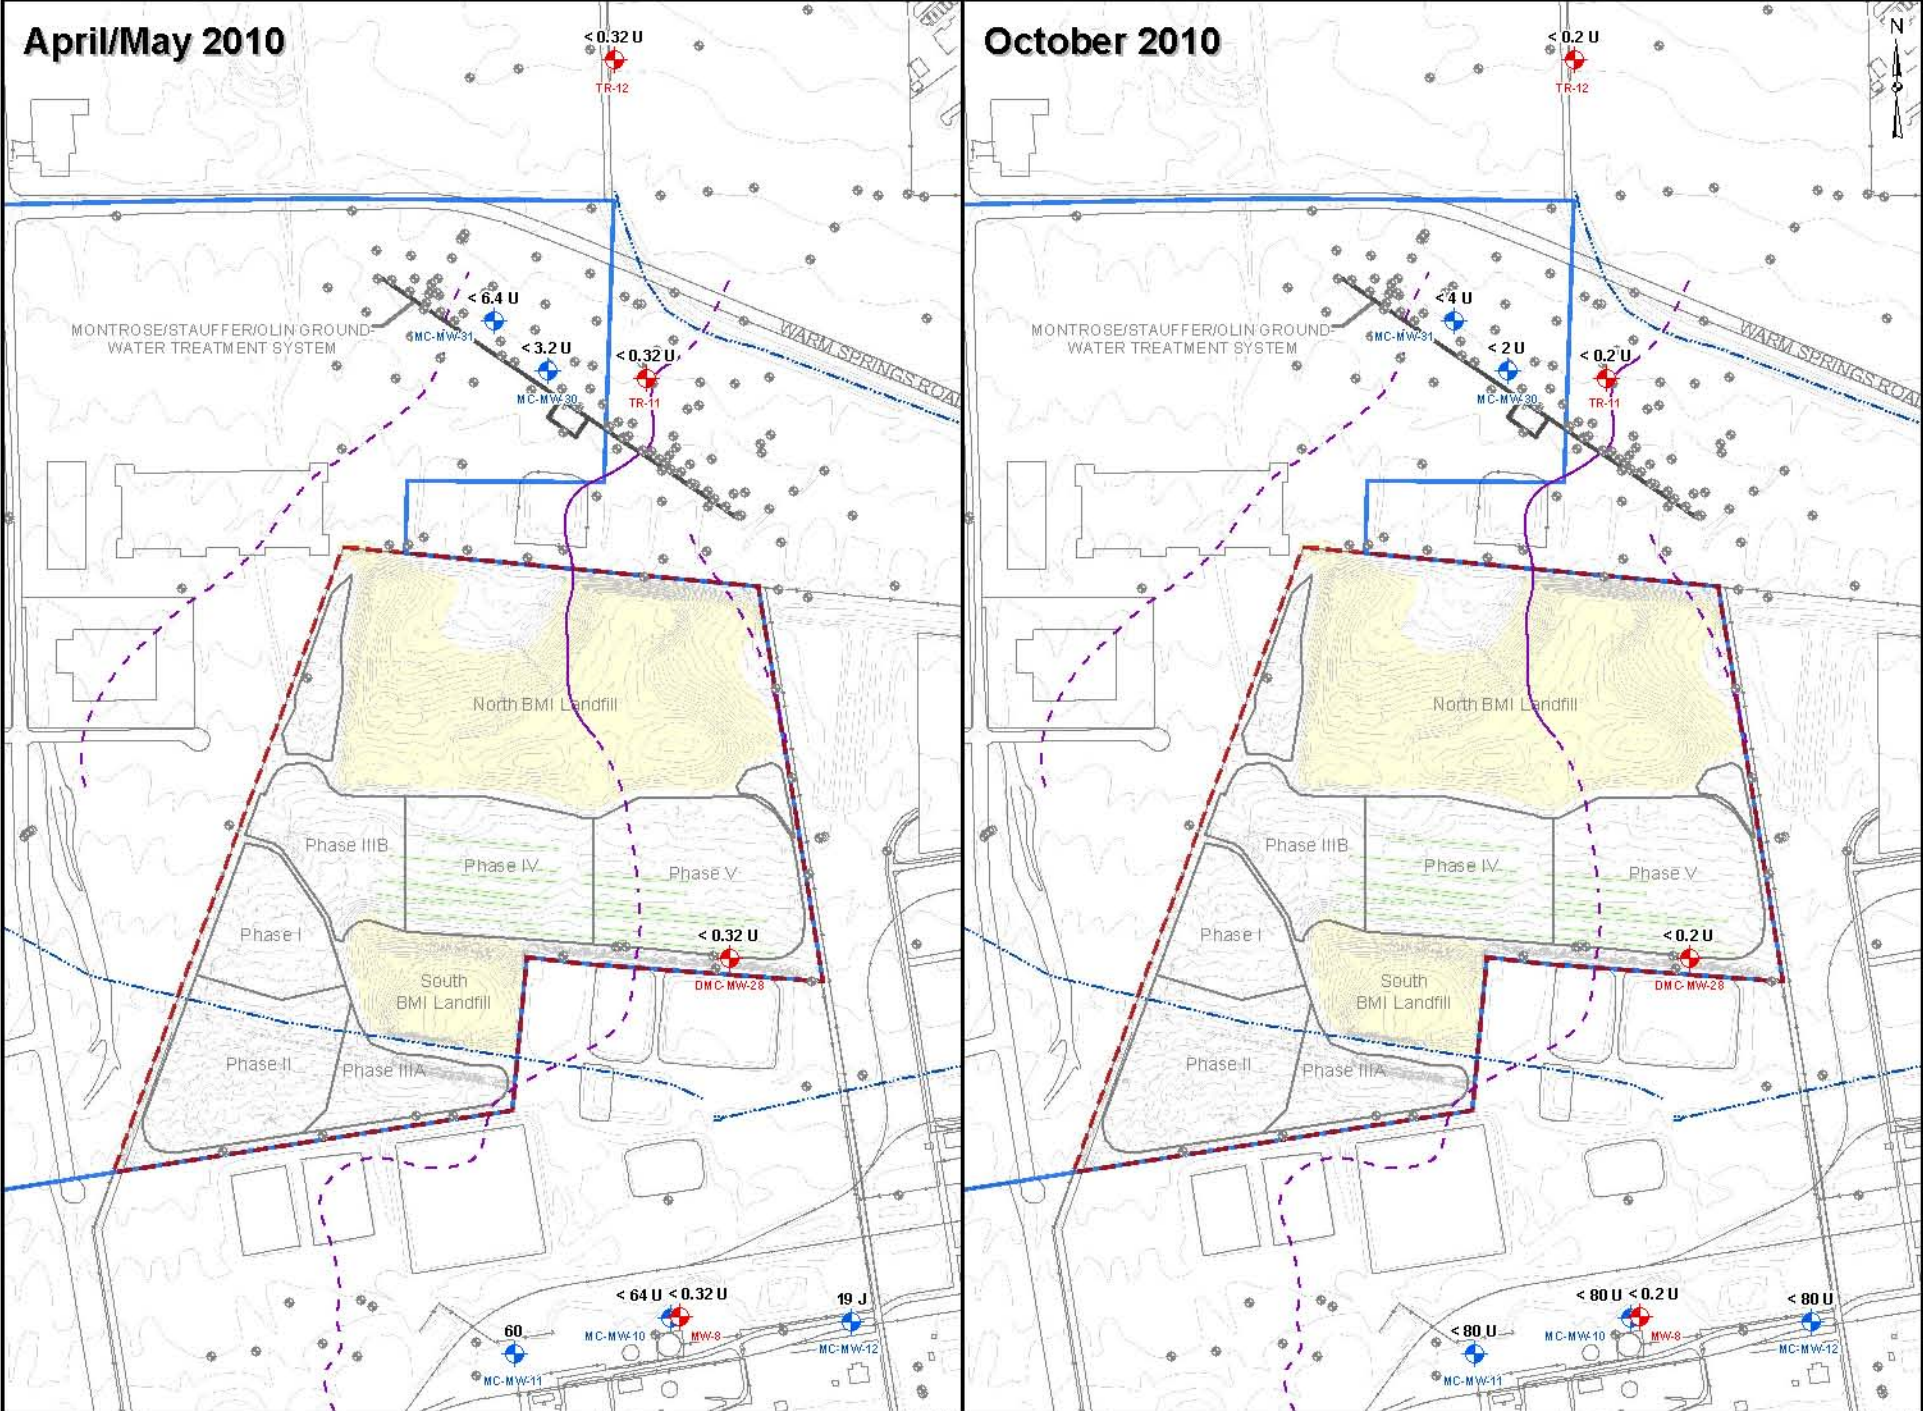 April/May 2010
< 0.32 U
TR-12
< 6.4 U
MC-MW-31
MONTROSE/STAUFFER/OLIN GROUND-
WATER TREATMENT SYSTEM
< 3.2 U
MC-MW-30
< 0.32 U
TR-11
WARM SPRINGS ROAD
North BMI Landfill
Phase IIIB
Phase IV
Phase V
Phase I
< 0.32 U
DMC-MW-28
South
BMI Landfill
Phase II
Phase IIIA
< 64 U
< 0.32 U
MC-MW-10
MW-8
19 J
MC-MW-12
60
MC-MW-11
October 2010
N
< 0.2 U
TR-12
< 4 U
MC-MW-31
MONTROSE/STAUFFER/OLIN GROUND-
WATER TREATMENT SYSTEM
< 2 U
MC-MW-30
< 0.2 U
TR-11
WARM SPRINGS ROAD
North BMI Landfill
Phase IIIB
Phase IV
Phase V
Phase I
< 0.2 U
DMC-MW-28
South
BMI Landfill
Phase II
Phase IIIA
< 80 U
< 0.2 U
MC-MW-10
MW-8
< 80 U
MC-MW-12
< 80 U
MC-MW-11